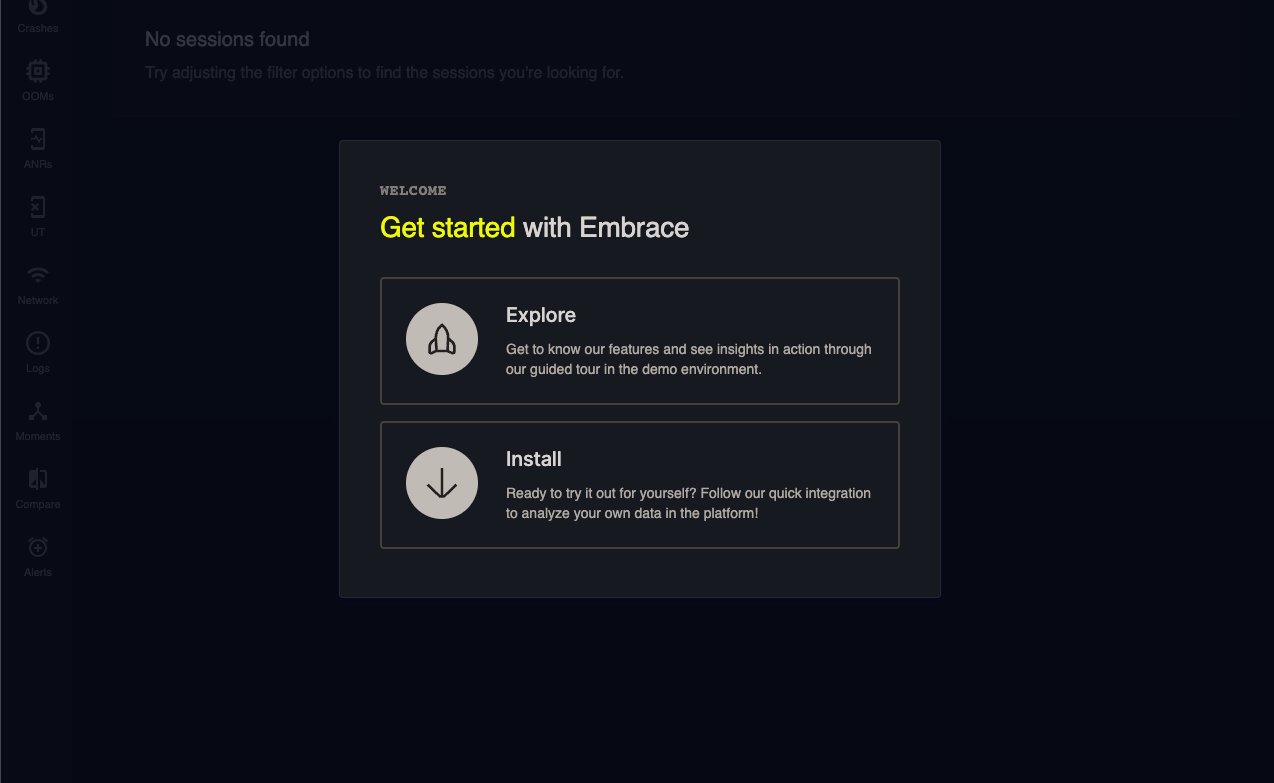 Crashes
OOMs
ANRs
UT
Network
Logs
Moments
Compare
Alerts
No sessions found
Try adjusting the filter options to find the sessions you're looking for.
WELCOME
Get started with Embrace
Explore
Get to know our features and see insights in action through
our guided tour in the demo environment.
Install
Ready to try it out for yourself? Follow our quick integration
to analyze your own data in the platform!